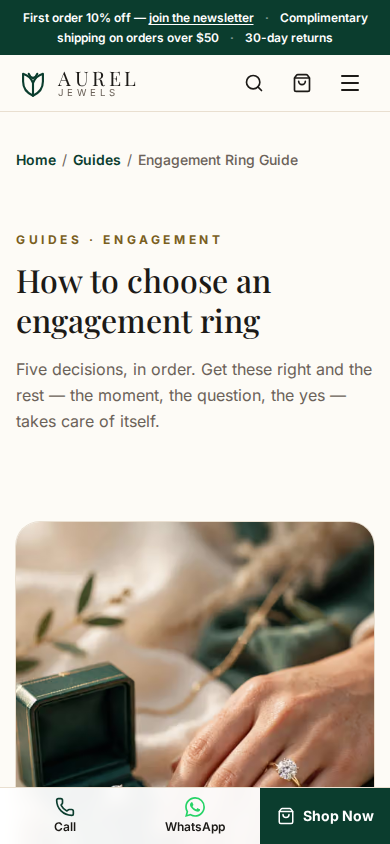 First order 10% off — join the newsletter · Complimentary
shipping on orders over $50 · 30-day returns
AUREL
JEWELS
Home / Guides / Engagement Ring Guide
GUIDES · ENGAGEMENT
How to choose an
engagement ring
Five decisions, in order. Get these right and the
rest — the moment, the question, the yes —
takes care of itself.
Call
WhatsApp
Shop Now